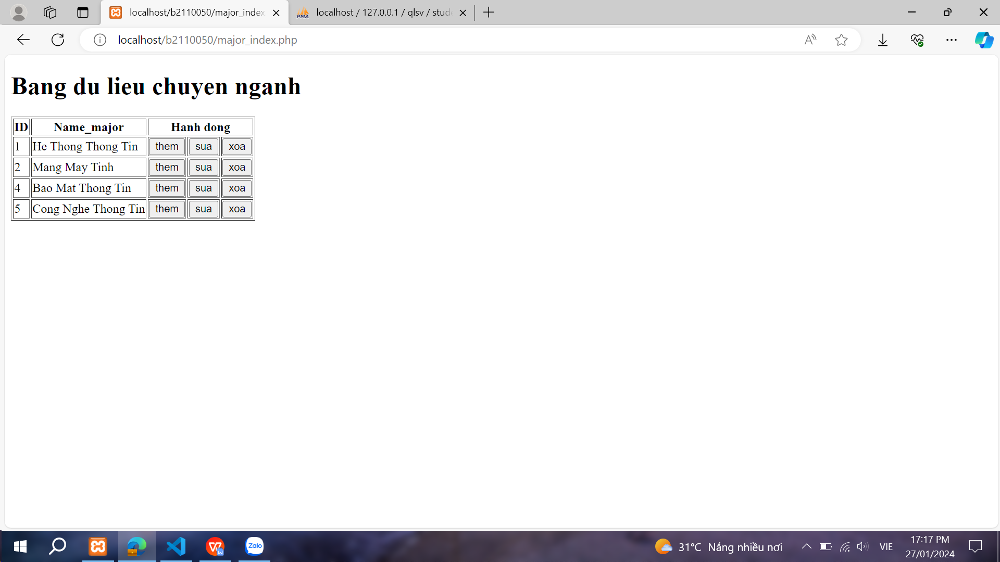 localhost/b2110050/major_index
localhost / 127.0.0.1 / qlsv / stude
localhost/b2110050/major_index.php
Bang du lieu chuyen nganh
ID Name_major Hanh dong
1 He Thong Thong Tin them sua xoa
2 Mang May Tinh them sua xoa
4 Bao Mat Thong Tin them sua xoa
5 Cong Nghe Thong Tin them sua xoa
Zalo
31°C Nắng nhiều nơi
VIE
17:17 PM
27/01/2024